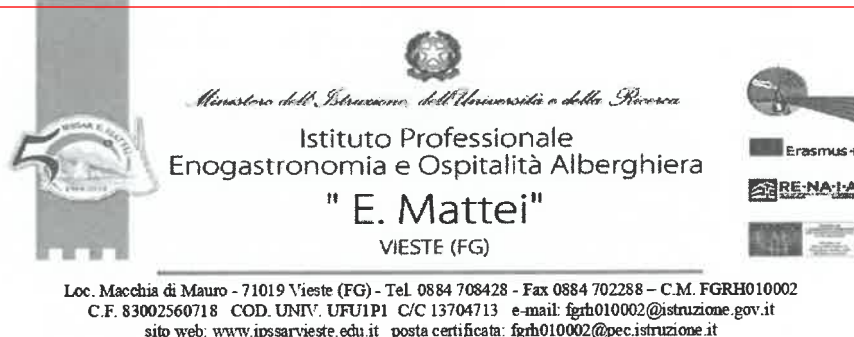 Ministero dell'Istruzione, dell'Università e della Ricerca
Istituto Professionale
Enogastronomia e Ospitalità Alberghiera
" E. Mattei"
VIESTE (FG)
IPSSAR E. MATTEI
Erasmus+
RE-NA-I-A
Loc. Macchia di Mauro - 71019 Vieste (FG) - Tel. 0884 708428 - Fax 0884 702288 – C.M. FGRH010002
C.F. 83002560718 COD. UNIV. UFU1P1 C/C 13704713 e-mail: fgrh010002@istruzione.gov.it
sito web: www.ipssarvieste.edu.it posta certificata: fgrh010002@pec.istruzione.it